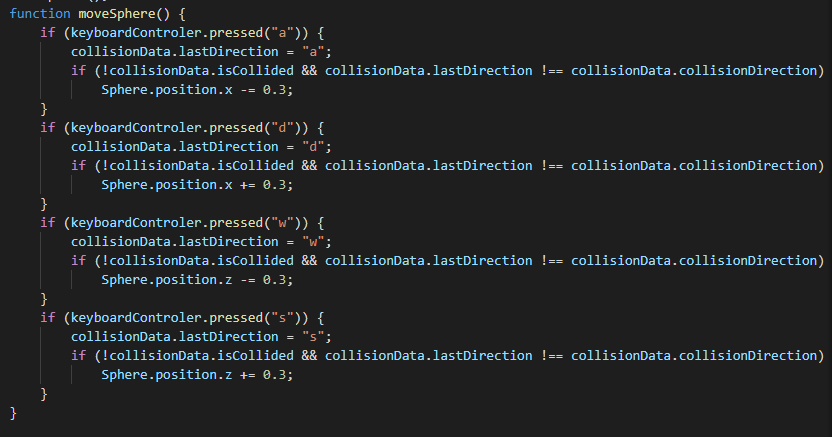 function moveSphere() {
    if (keyboardControler.pressed("a")) {
        collisionData.lastDirection = "a";
        if (!collisionData.isCollided && collisionData.lastDirection !== collisionData.collisionDirection)
            Sphere.position.x -= 0.3;
    }
    if (keyboardControler.pressed("d")) {
        collisionData.lastDirection = "d";
        if (!collisionData.isCollided && collisionData.lastDirection !== collisionData.collisionDirection)
            Sphere.position.x += 0.3;
    }
    if (keyboardControler.pressed("w")) {
        collisionData.lastDirection = "w";
        if (!collisionData.isCollided && collisionData.lastDirection !== collisionData.collisionDirection)
            Sphere.position.z -= 0.3;
    }
    if (keyboardControler.pressed("s")) {
        collisionData.lastDirection = "s";
        if (!collisionData.isCollided && collisionData.lastDirection !== collisionData.collisionDirection)
            Sphere.position.z += 0.3;
    }
}